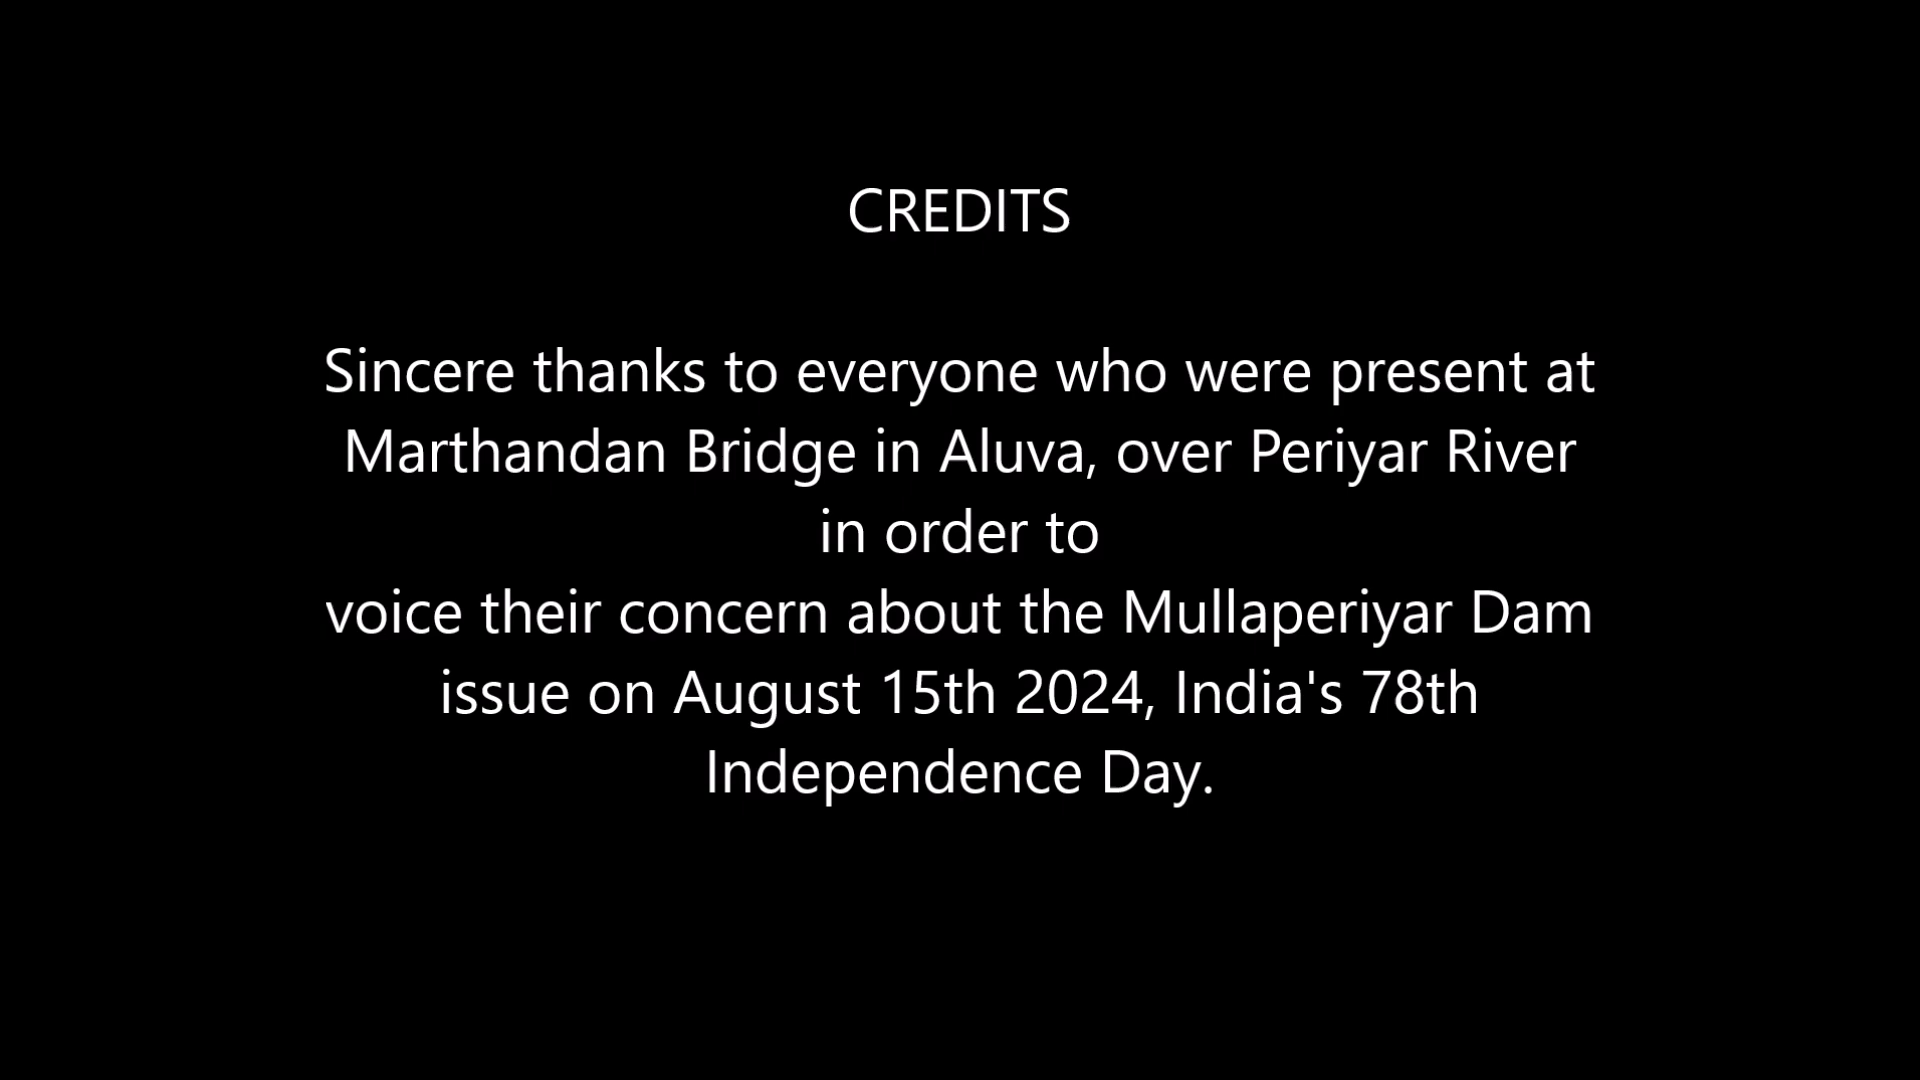 CREDITS
Sincere thanks to everyone who were present at
Marthandan Bridge in Aluva, over Periyar River
in order to
voice their concern about the Mullaperiyar Dam
issue on August 15th 2024, India's 78th
Independence Day.